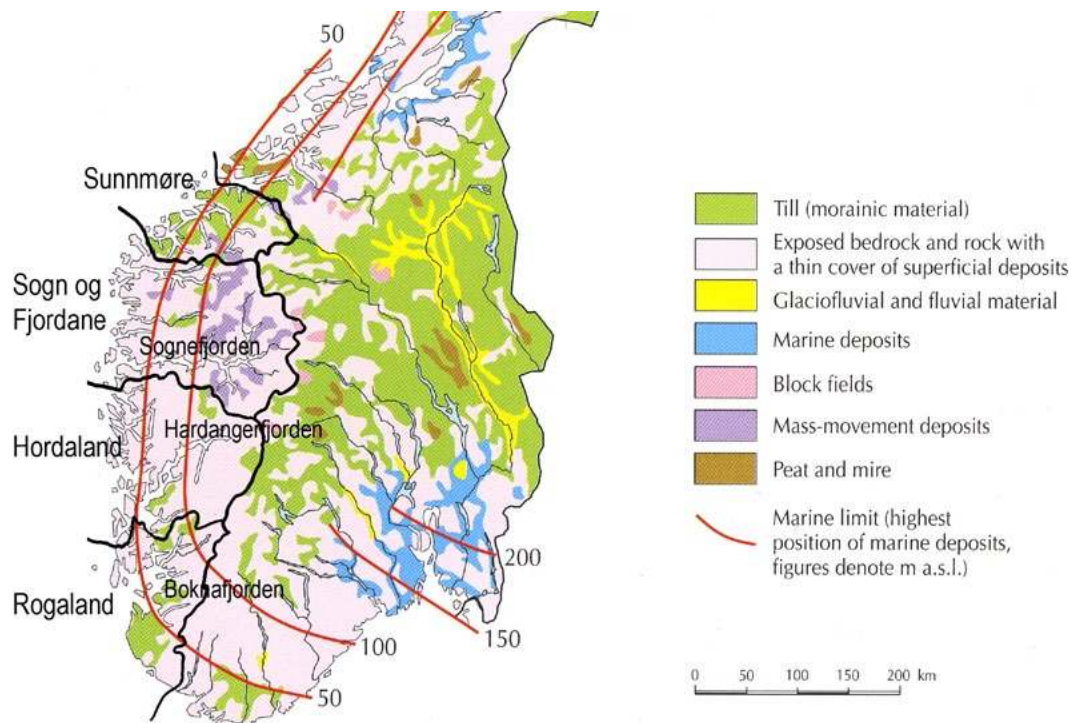 50
Sunnmøre
Sogn og
Fjordane
Sognefjorden
Hordaland
Hardangerfjorden
Rogaland
Boknafjorden
200
150
100
50
Till (morainic material)
Exposed bedrock and rock with
a thin cover of superficial deposits
Glaciofluvial and fluvial material
Marine deposits
Block fields
Mass-movement deposits
Peat and mire
Marine limit (highest
position of marine deposits,
figures denote m a.s.l.)
0 50 100 150 200 km